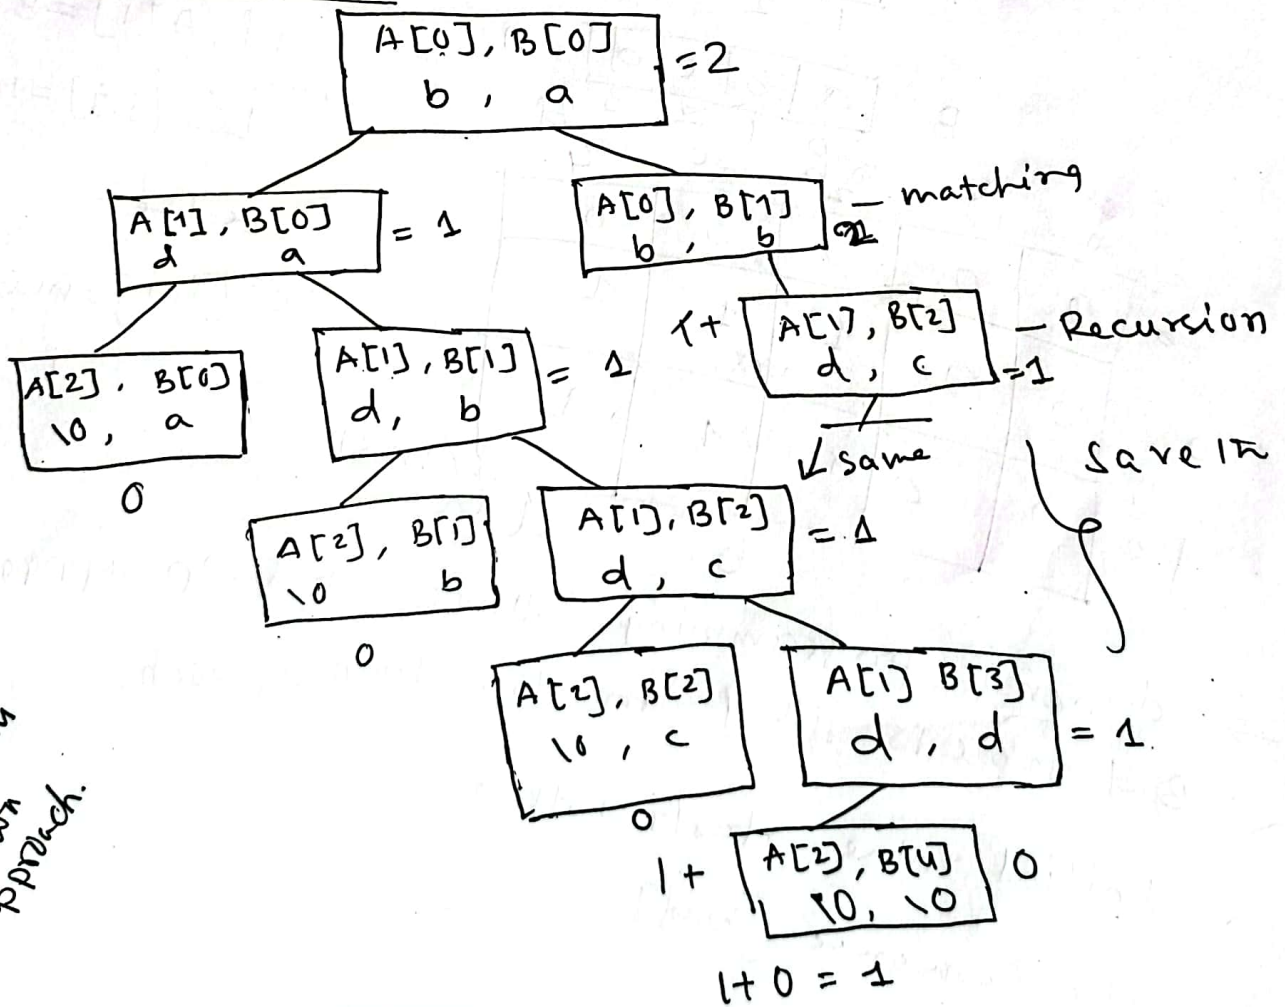 A[0], B[0] = 2
b , a
A[1], B[0] = 1
d a
A[0], B[1] - matching
b , b
1+ A[1], B[2] - Recursion
d , c = 1
A[2], B[0]
\0, a
0
A[1], B[1] = 1
d, b
same
save it
A[2], B[1]
\0 b
0
A[1], B[2] = 1
d , c
A[2], B[2]
\0 , c
0
A[1] B[3]
d , d = 1
1+ A[2], B[4] 0
\0, \0
1+0 = 1
pproach.